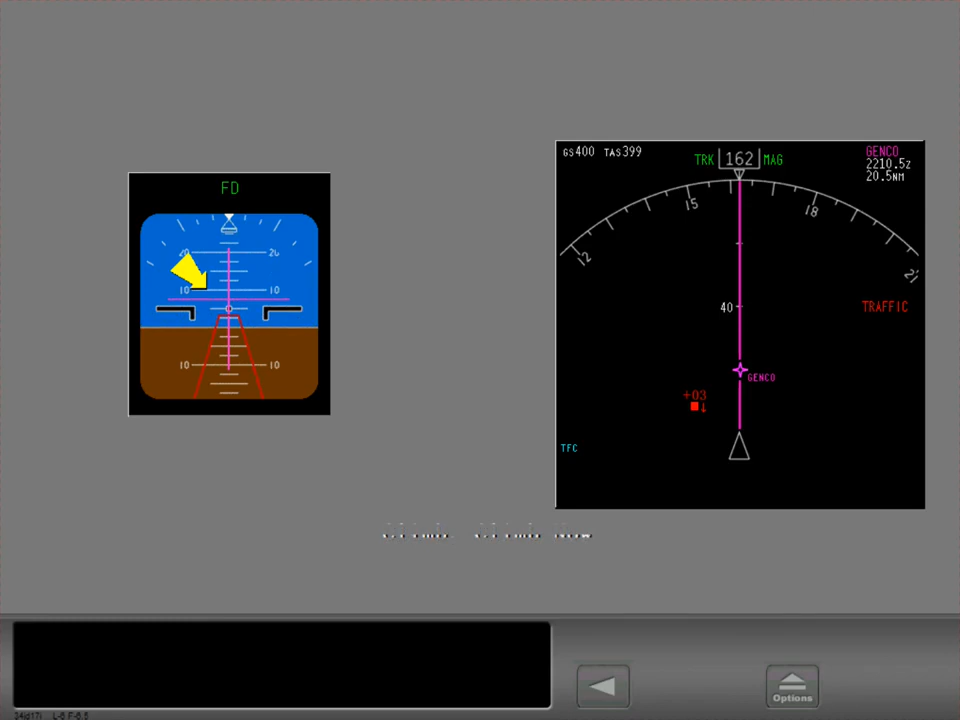 FD
20 20
10 10
10 10
GS400 TAS399
TRK 162 MAG
GENCO
2210.5z
20.5NM
12 15 18 21
TRAFFIC
40
GENCO
+03
TFC
Options